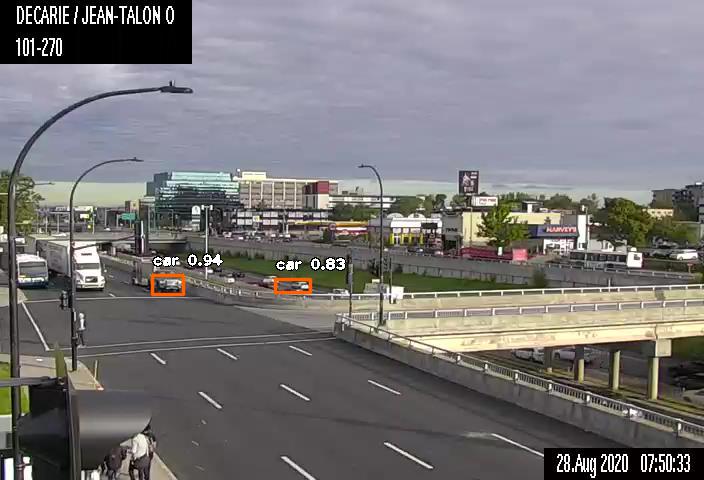 DECARIE / JEAN-TALON O
101-270
car 0.94
car 0.83
HARVEY'S
28.Aug 2020 07:50:33